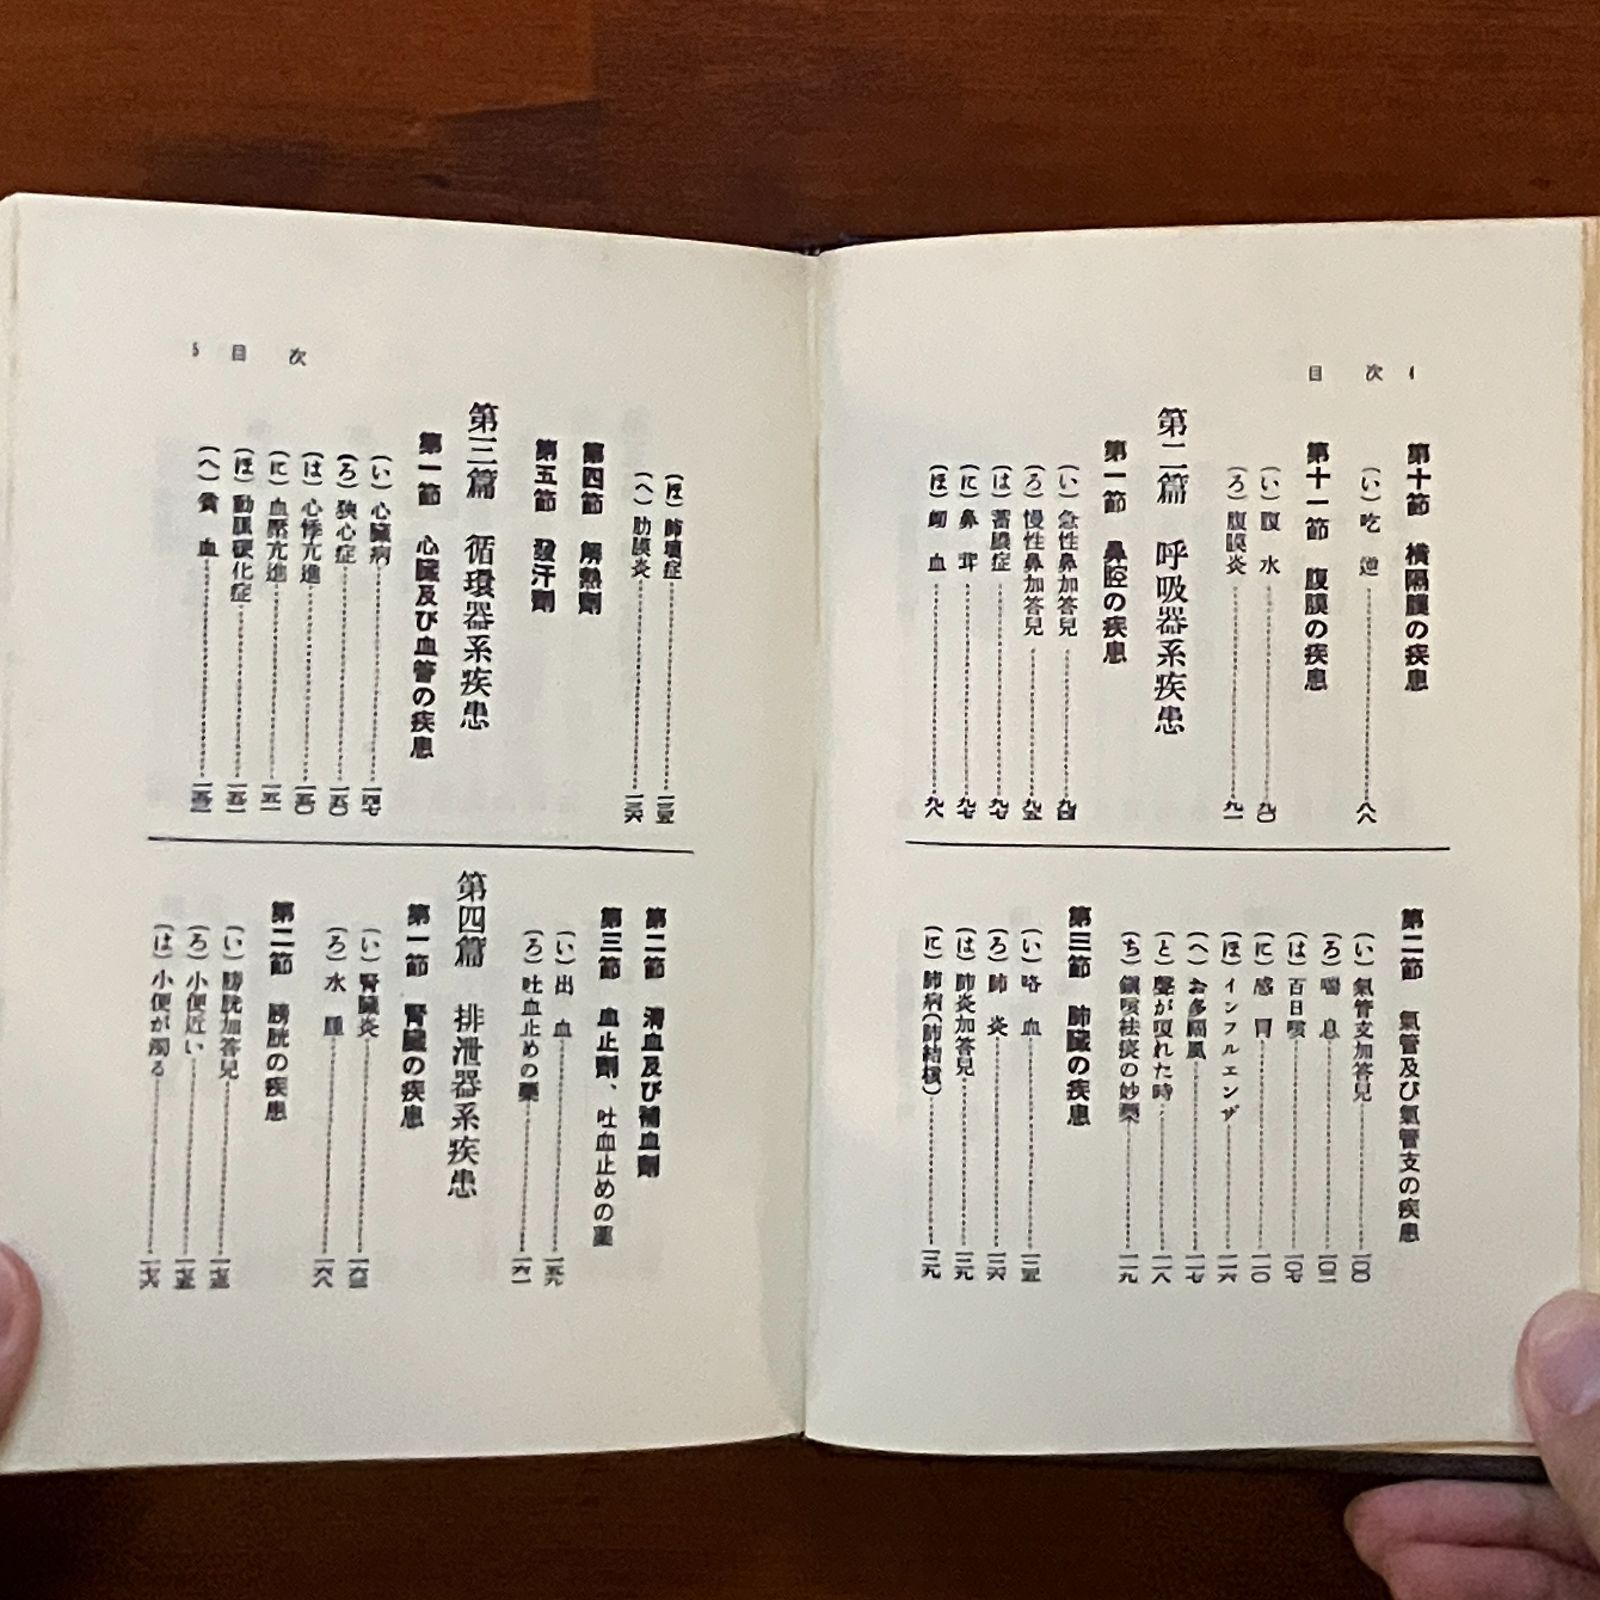 目次 4
第十節 横隔膜の疾患
(い) 吃逆……八八
第十一節 腹膜の疾患
(い) 腹水……九〇
(ろ) 腹膜炎……九一
第二篇 呼吸器系疾患
第一節 鼻腔の疾患
(い) 急性鼻加答兒……九四
(ろ) 慢性鼻加答兒……九五
(は) 蓄膿症……九七
(に) 鼻茸……九七
(ほ) 衂血……九八
第二節 氣管及び氣管支の疾患
(い) 氣管支加答兒……一〇〇
(ろ) 喘息……一〇二
(は) 百日咳……一〇七
(に) 感冒……一一〇
(ほ) インフルエンザ……一一六
(へ) お多福風……一一七
(と) 聲が嗄れた時……一一八
(ち) 鎭咳袪痰の妙藥……一一九
第三節 肺臟の疾患
(い) 咯血……一二五
(ろ) 肺炎……一二六
(は) 肺炎加答兒……一二九
(に) 肺病(肺結核)……一二九
5 目次
(ほ) 肺壊症……一三五
(へ) 肋膜炎……一三六
第四節 解熱劑
第五節 發汗劑
第三篇 循環器系疾患
第一節 心臟及び血管の疾患
(い) 心臟病……一四七
(ろ) 狭心症……一五〇
(は) 心悸亢進……一五〇
(に) 血壓亢進……一五一
(ほ) 動脈硬化症……一五二
(へ) 貧血……一五三
第二節 淸血及び補血劑
第三節 血止劑、吐血止めの薬
(い) 出血……一五九
(ろ) 吐血止めの藥……一六一
第四篇 排泄器系疾患
第一節 腎臟の疾患
(い) 腎臟炎……一六三
(ろ) 水腫……一六八
第二節 膀胱の疾患
(い) 膀胱加答兒……一七三
(ろ) 小便近い……一七五
(は) 小便が濁る……一七六